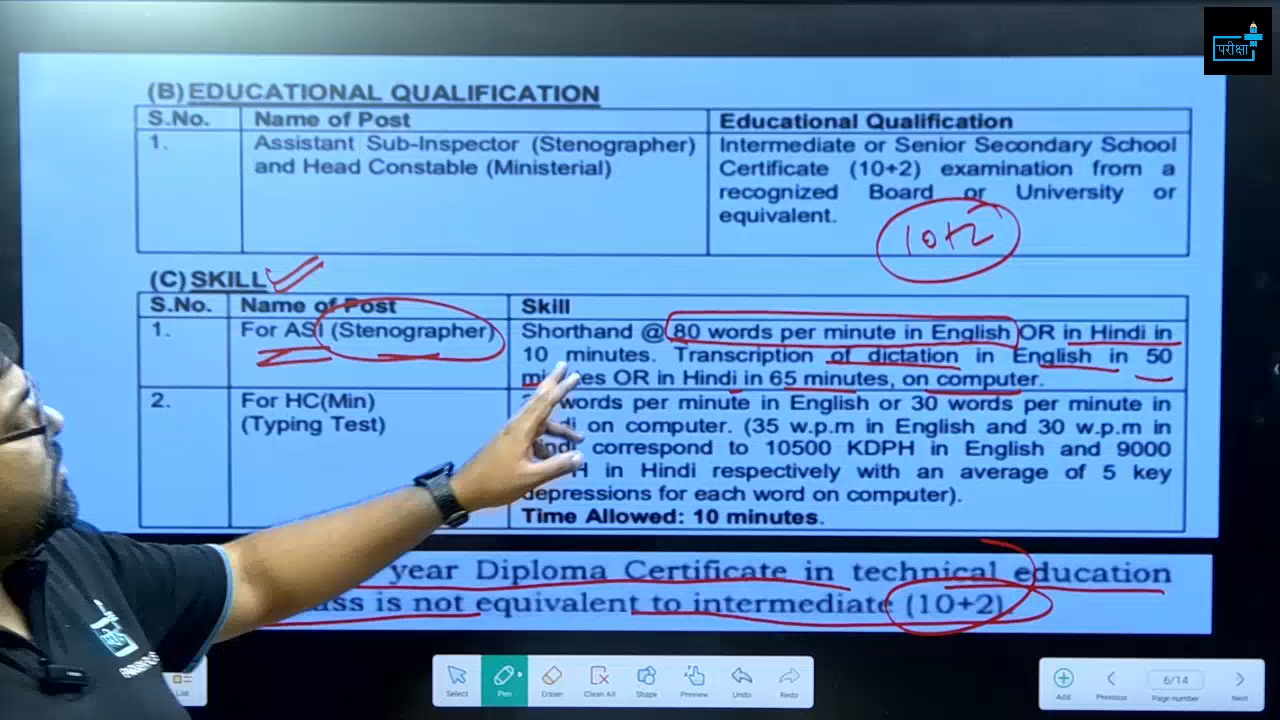 परीक्षा
(B) EDUCATIONAL QUALIFICATION
S.No. Name of Post Educational Qualification
1. Assistant Sub-Inspector (Stenographer) Intermediate or Senior Secondary School
and Head Constable (Ministerial) Certificate (10+2) examination from a
recognized Board or University or
equivalent.
10+2
(C) SKILL
S.No. Name of Post Skill
1. For ASI (Stenographer) Shorthand @ 80 words per minute in English OR in Hindi in
10 minutes. Transcription of dictation in English in 50
OR in Hindi in 65 minutes, on computer.
2. For HC(Min) words per minute in English or 30 words per minute in
(Typing Test) on computer. (35 w.p.m in English and 30 w.p.m in
correspond to 10500 KDPH in English and 9000
in Hindi respectively with an average of 5 key
depressions for each word on computer).
Time Allowed: 10 minutes.
year Diploma Certificate in technical education
is not equivalent to intermediate (10+2)
List
Select Pen Eraser Clean All Shape Preview Undo Redo
Add Previous 6/14 Page number Next